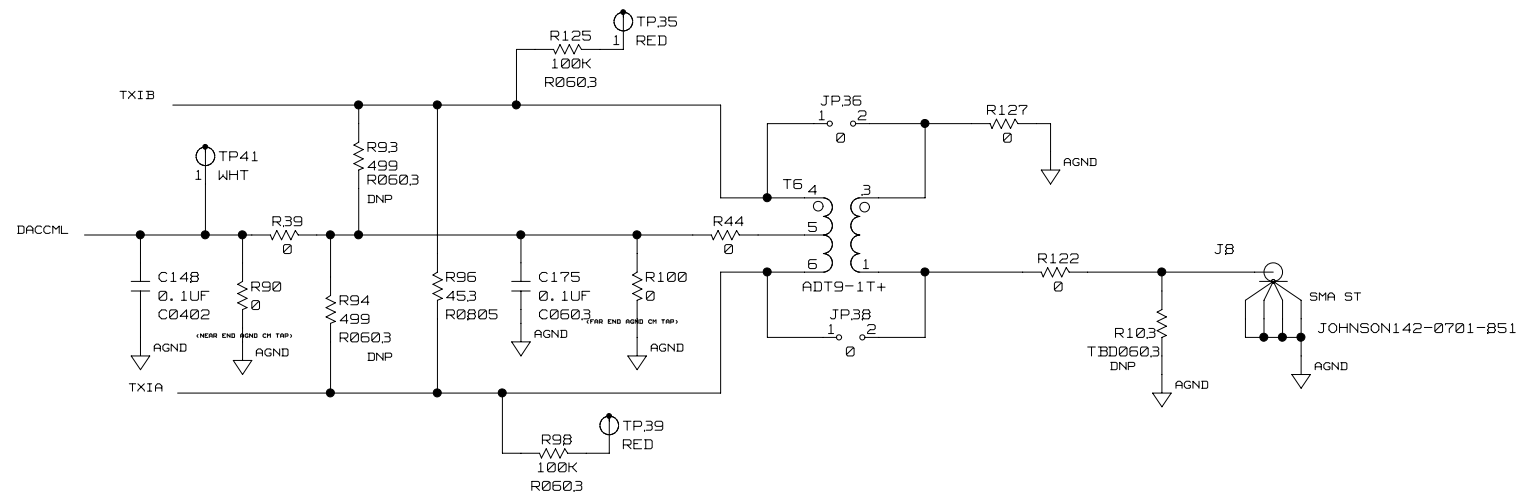 TP35
1 RED
R125
100K
R0603
TXIB
JP36
1 2
0
R127
0
AGND
TP41
1 WHT
R93
499
R0603
DNP
T6
4
3
5
6
1
ADT9-1T+
DACCML
R39
0
R44
0
C148
0.1UF
C0402
AGND
R90
0
(NEAR END AGND CM TAP)
AGND
R94
499
R0603
DNP
R96
453
R0805
C175
0.1UF
C0603
AGND
R100
0
(FAR END AGND CM TAP)
AGND
JP38
1 2
0
R122
0
J8
SMA ST
JOHNSON142-0701-851
AGND
R103
TBD0603
DNP
AGND
TXIA
TP39
RED
R98
100K
R0603